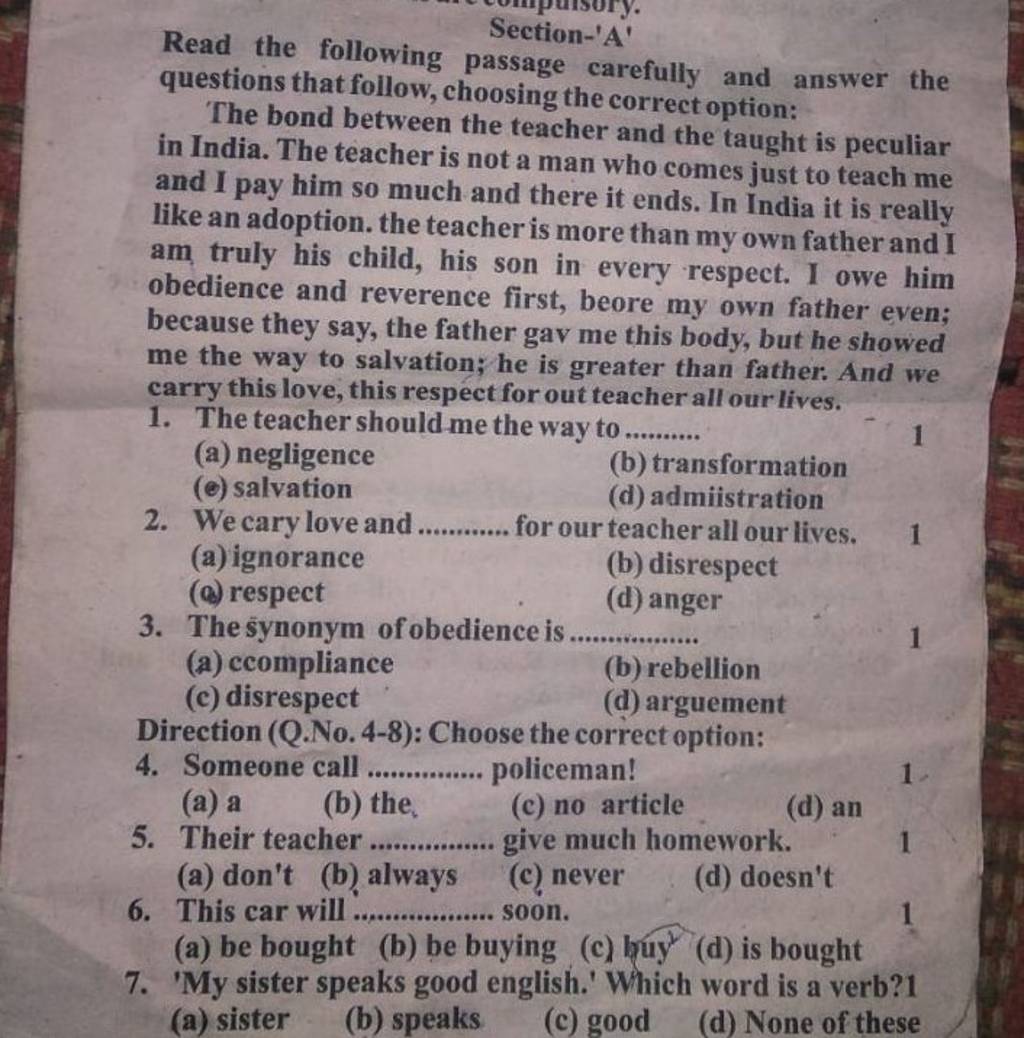 compulsory.
Section-'A'
Read the following passage carefully and answer the
questions that follow, choosing the correct option:
The bond between the teacher and the taught is peculiar
in India. The teacher is not a man who comes just to teach me
and I pay him so much and there it ends. In India it is really
like an adoption. the teacher is more than my own father and I
am truly his child, his son in every respect. I owe him
obedience and reverence first, beore my own father even;
because they say, the father gav me this body, but he showed
me the way to salvation; he is greater than father. And we
carry this love, this respect for out teacher all our lives.
1. The teacher should me the way to .......... 1
(a) negligence (b) transformation
(c) salvation (d) admiistration
2. We cary love and ............ for our teacher all our lives. 1
(a) ignorance (b) disrespect
(c) respect (d) anger
3. The synonym of obedience is ................. 1
(a) ccompliance (b) rebellion
(c) disrespect (d) arguement
Direction (Q.No. 4-8): Choose the correct option:
4. Someone call ............... policeman! 1
(a) a (b) the (c) no article (d) an
5. Their teacher ................ give much homework. 1
(a) don't (b) always (c) never (d) doesn't
6. This car will .................. soon. 1
(a) be bought (b) be buying (c) buy (d) is bought
7. 'My sister speaks good english.' Which word is a verb?1
(a) sister (b) speaks (c) good (d) None of these